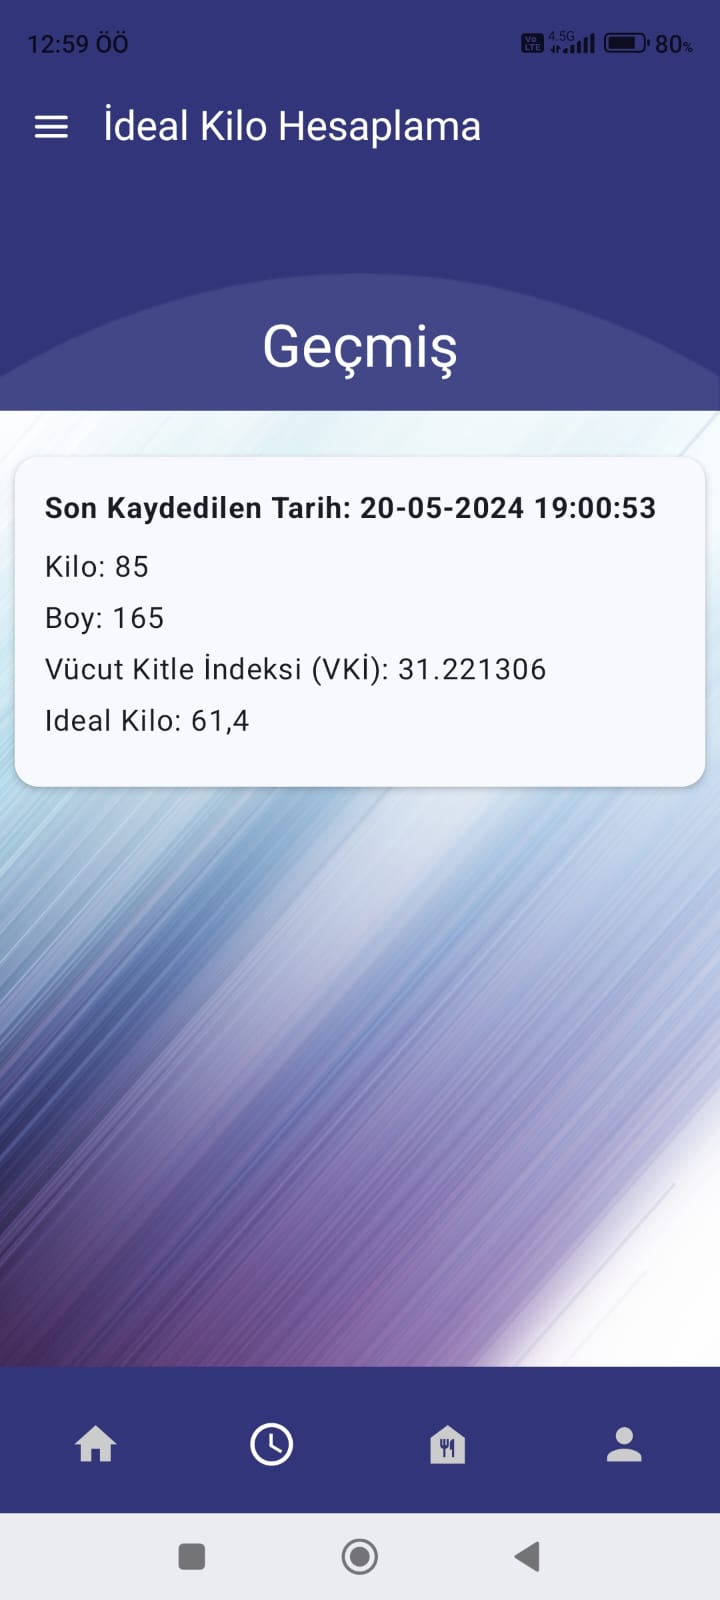 12:59 ÖÖ
Vo LTE 4.5G 80%
İdeal Kilo Hesaplama
Geçmiş
Son Kaydedilen Tarih: 20-05-2024 19:00:53
Kilo: 85
Boy: 165
Vücut Kitle İndeksi (VKİ): 31.221306
Ideal Kilo: 61,4